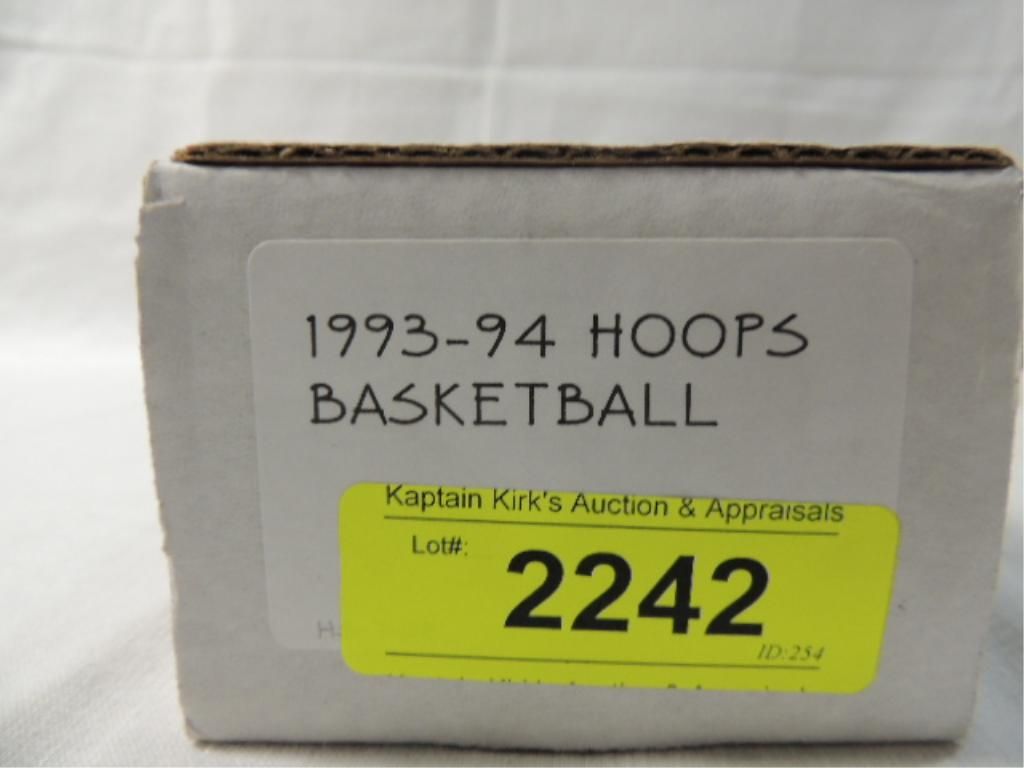 1993-94 HOOPS
BASKETBALL
Kaptain Kirk's Auction & Appraisals
Lot#:
2242
ID:254